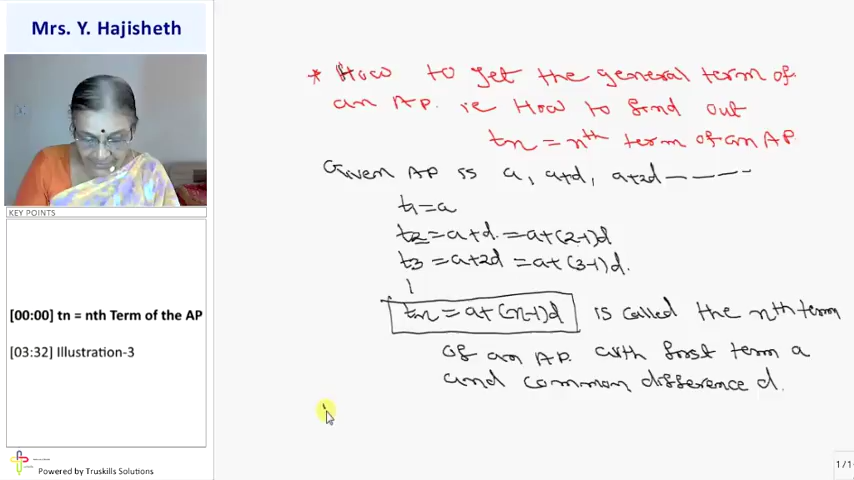 Mrs. Y. Hajisheth
* How to get the general term of
an AP. ie How to find out
tn = nth term of an AP
Given AP is a, a+d, a+2d ----
t1 = a
t2 = a+d. = a+(2-1)d
t3 = a+2d = a+(3-1)d.
tn = a+(n-1)d is called the nth term
of an AP. with first term a
and common difference d.
KEY POINTS
[00:00] tn = nth Term of the AP
[03:32] Illustration-3
Powered by Truskills Solutions
1/1